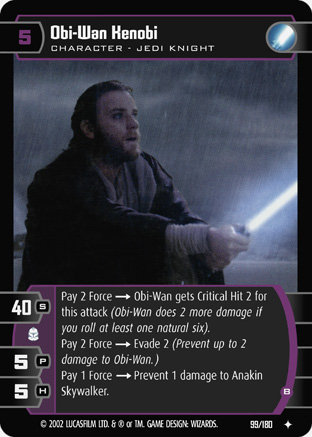 5 Obi-Wan Kenobi
CHARACTER - JEDI KNIGHT
40 S
5 P
5 H
Pay 2 Force → Obi-Wan gets Critical Hit 2 for
this attack (Obi-Wan does 2 more damage if
you roll at least one natural six).
Pay 2 Force → Evade 2 (Prevent up to 2
damage to Obi-Wan.)
Pay 1 Force → Prevent 1 damage to Anakin
Skywalker.
B
© 2002 LUCASFILM LTD. & ® or TM. GAME DESIGN: WIZARDS. 99/180